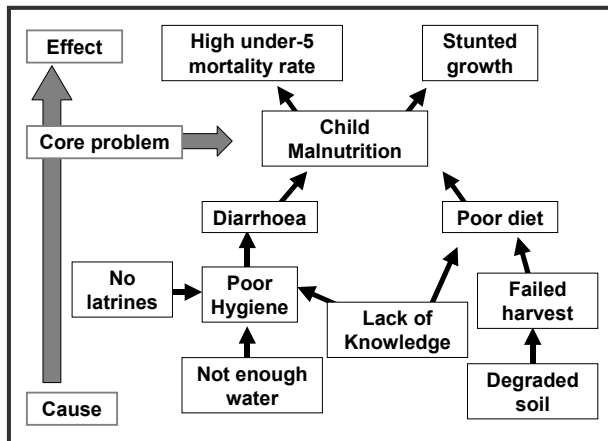 Effect
High under-5
mortality rate
Stunted
growth
Core problem
Child
Malnutrition
Diarrhoea
Poor diet
No
latrines
Poor
Hygiene
Lack of
Knowledge
Failed
harvest
Not enough
water
Degraded
soil
Cause